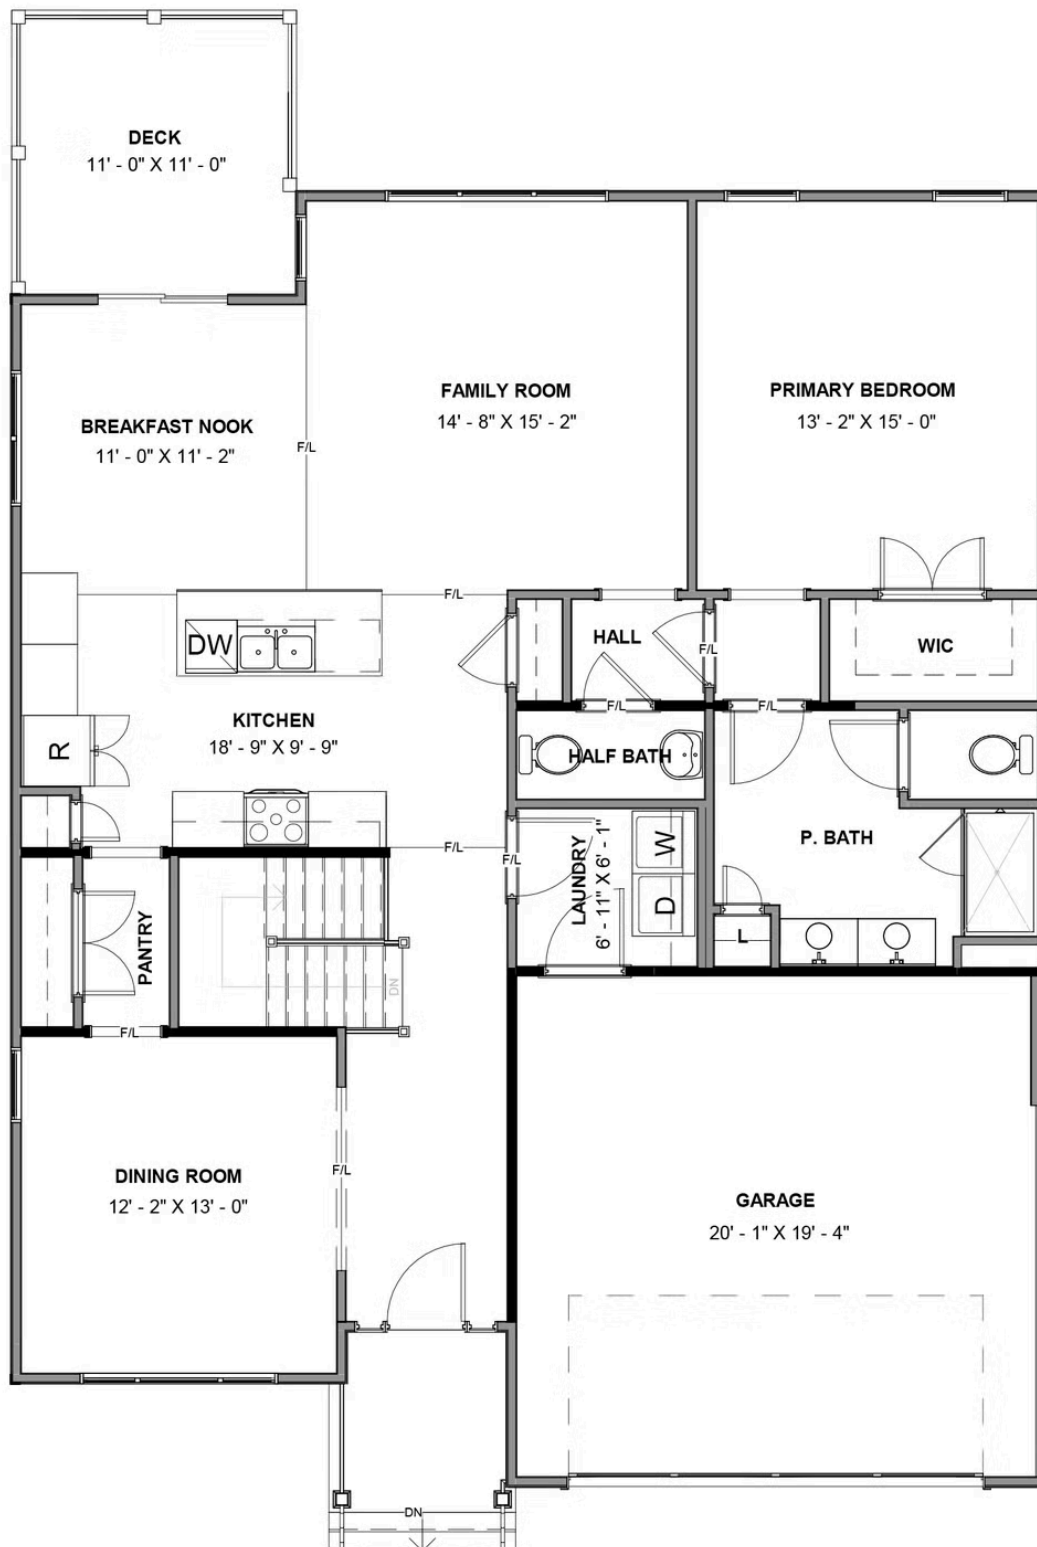 DECK
11' - 0" X 11' - 0"
FAMILY ROOM
14' - 8" X 15' - 2"
PRIMARY BEDROOM
13' - 2" X 15' - 0"
BREAKFAST NOOK
11' - 0" X 11' - 2"
F/L
F/L
DW
HALL
F/L
WIC
F/L
F/L
KITCHEN
18' - 9" X 9' - 9"
R
HALF BATH
P. BATH
F/L
F/L
LAUNDRY
6' - 11" X 6' - 1"
W
D
L
PANTRY
DN
F/L
DINING ROOM
12' - 2" X 13' - 0"
F/L
GARAGE
20' - 1" X 19' - 4"
DN